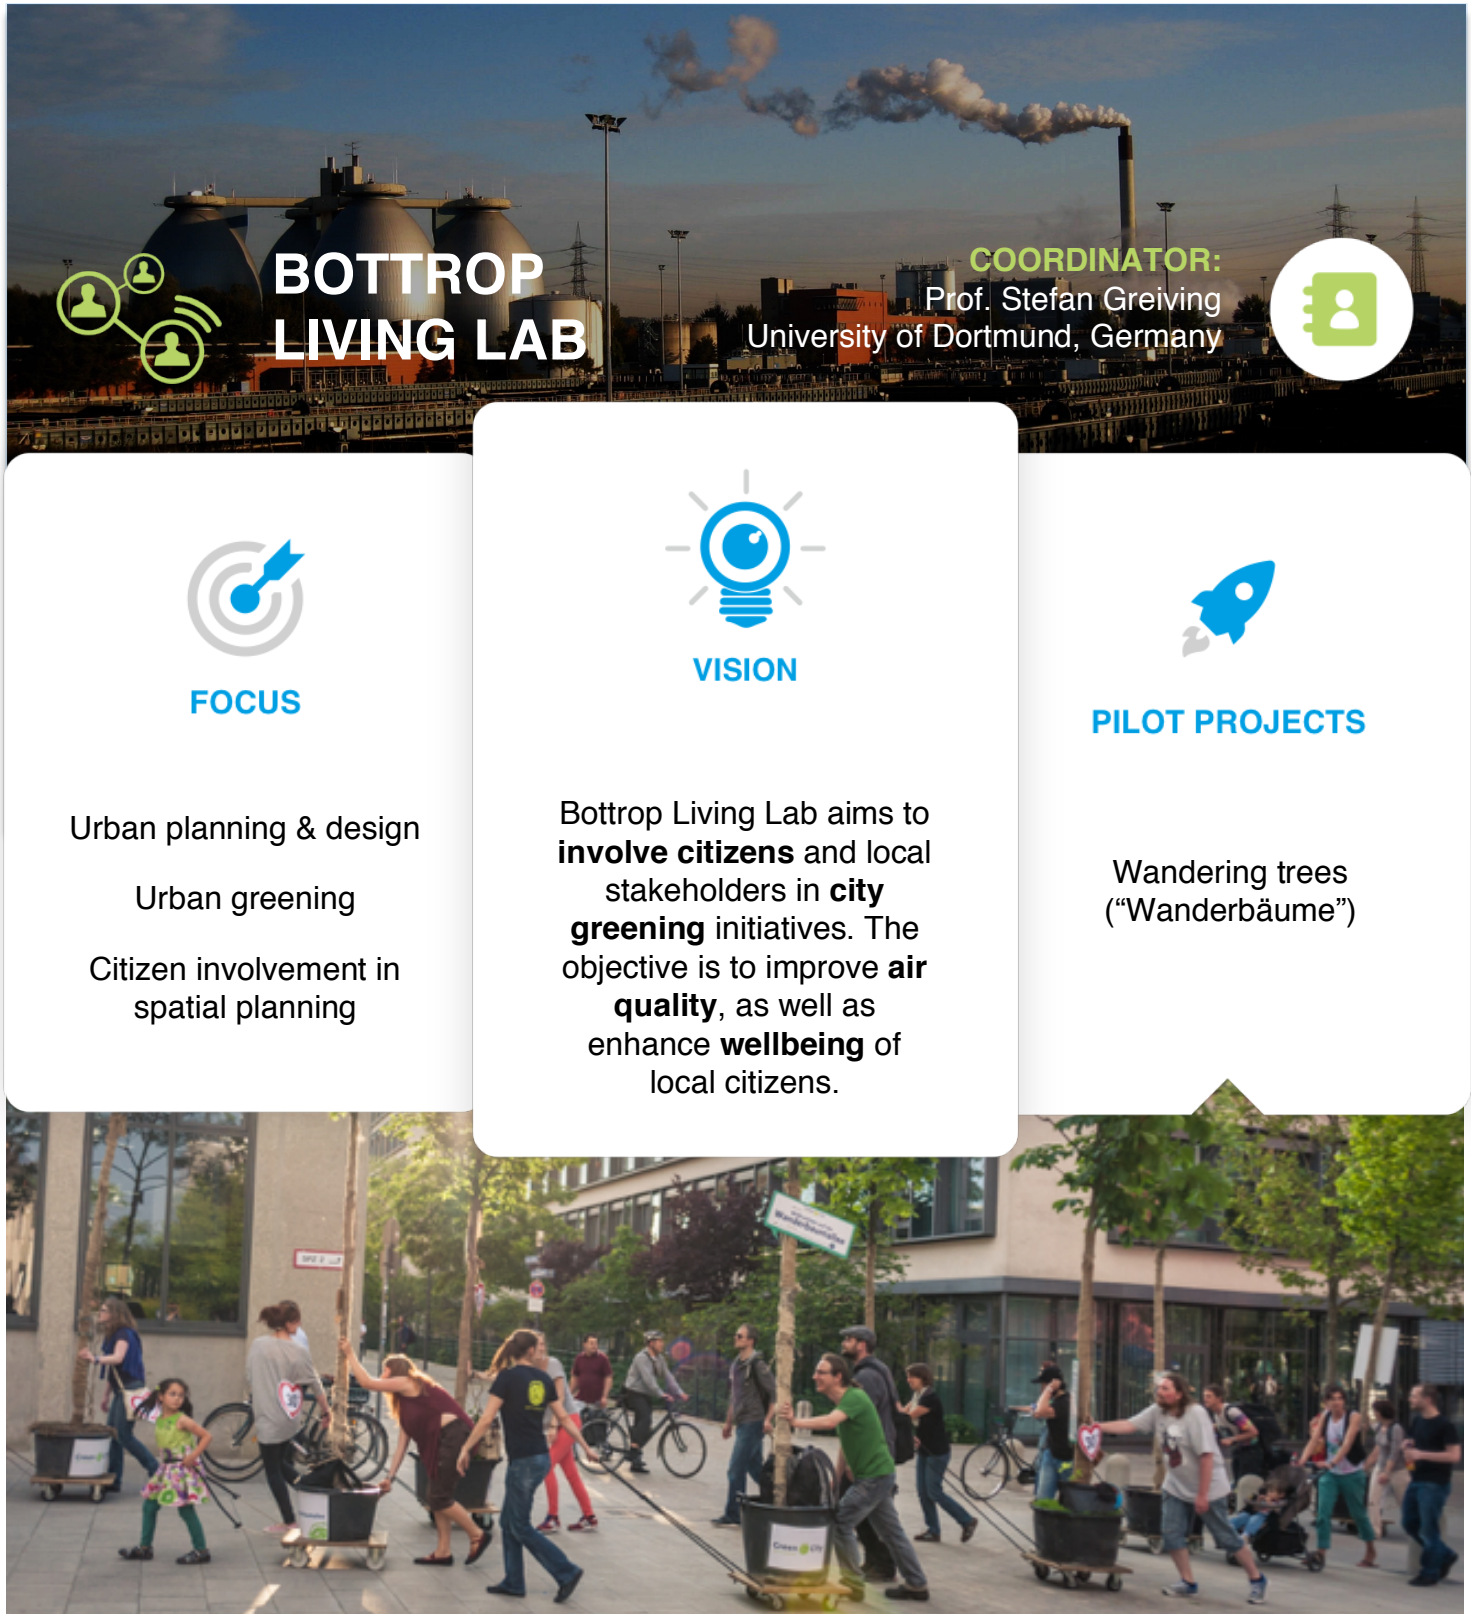 BOTTROP
LIVING LAB
COORDINATOR:
Prof. Stefan Greiving
University of Dortmund, Germany
FOCUS
Urban planning & design
Urban greening
Citizen involvement in
spatial planning
VISION
Bottrop Living Lab aims to
involve citizens and local
stakeholders in city
greening initiatives. The
objective is to improve air
quality, as well as
enhance wellbeing of
local citizens.
PILOT PROJECTS
Wandering trees
(“Wanderbäume”)
Wanderbaumallee
Green City